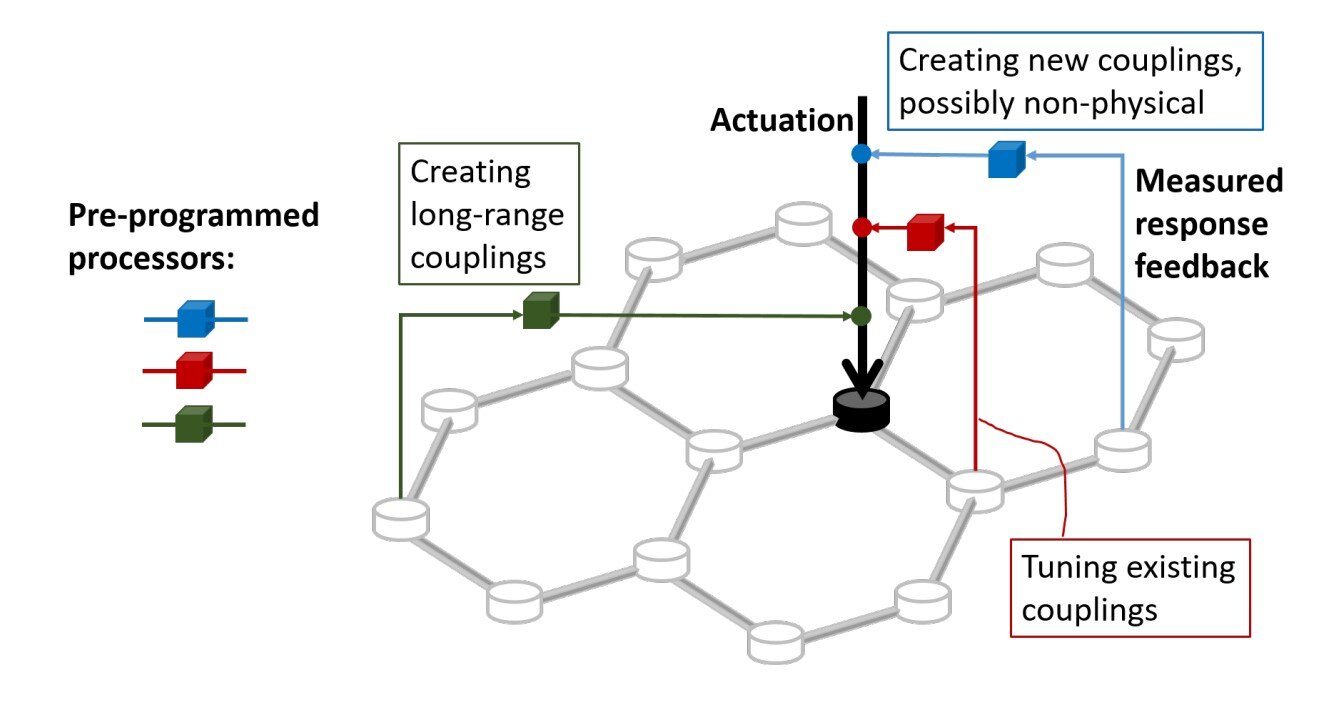 Creating new couplings,
possibly non-physical
Actuation
Creating
long-range
couplings
Measured
response
feedback
Pre-programmed
processors:
Tuning existing
couplings